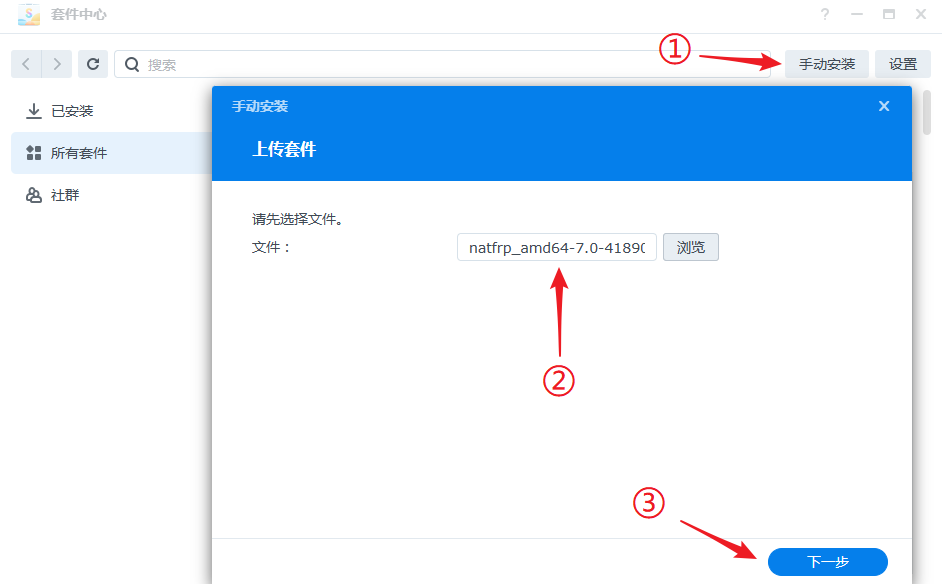 套件中心
?
搜索
①
手动安装
设置
已安装
所有套件
社群
手动安装
上传套件
请先选择文件。
文件：
natfrp_amd64-7.0-41890
浏览
②
③
下一步